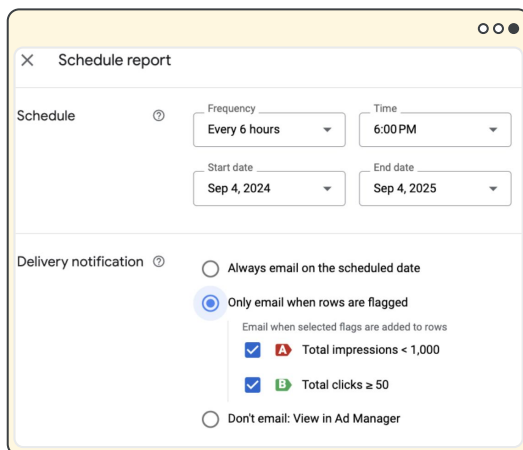 Schedule report
Schedule
Frequency
Every 6 hours
Time
6:00 PM
Start date
Sep 4, 2024
End date
Sep 4, 2025
Delivery notification
Always email on the scheduled date
Only email when rows are flagged
Email when selected flags are added to rows
A Total impressions < 1,000
B Total clicks ≥ 50
Don't email: View in Ad Manager